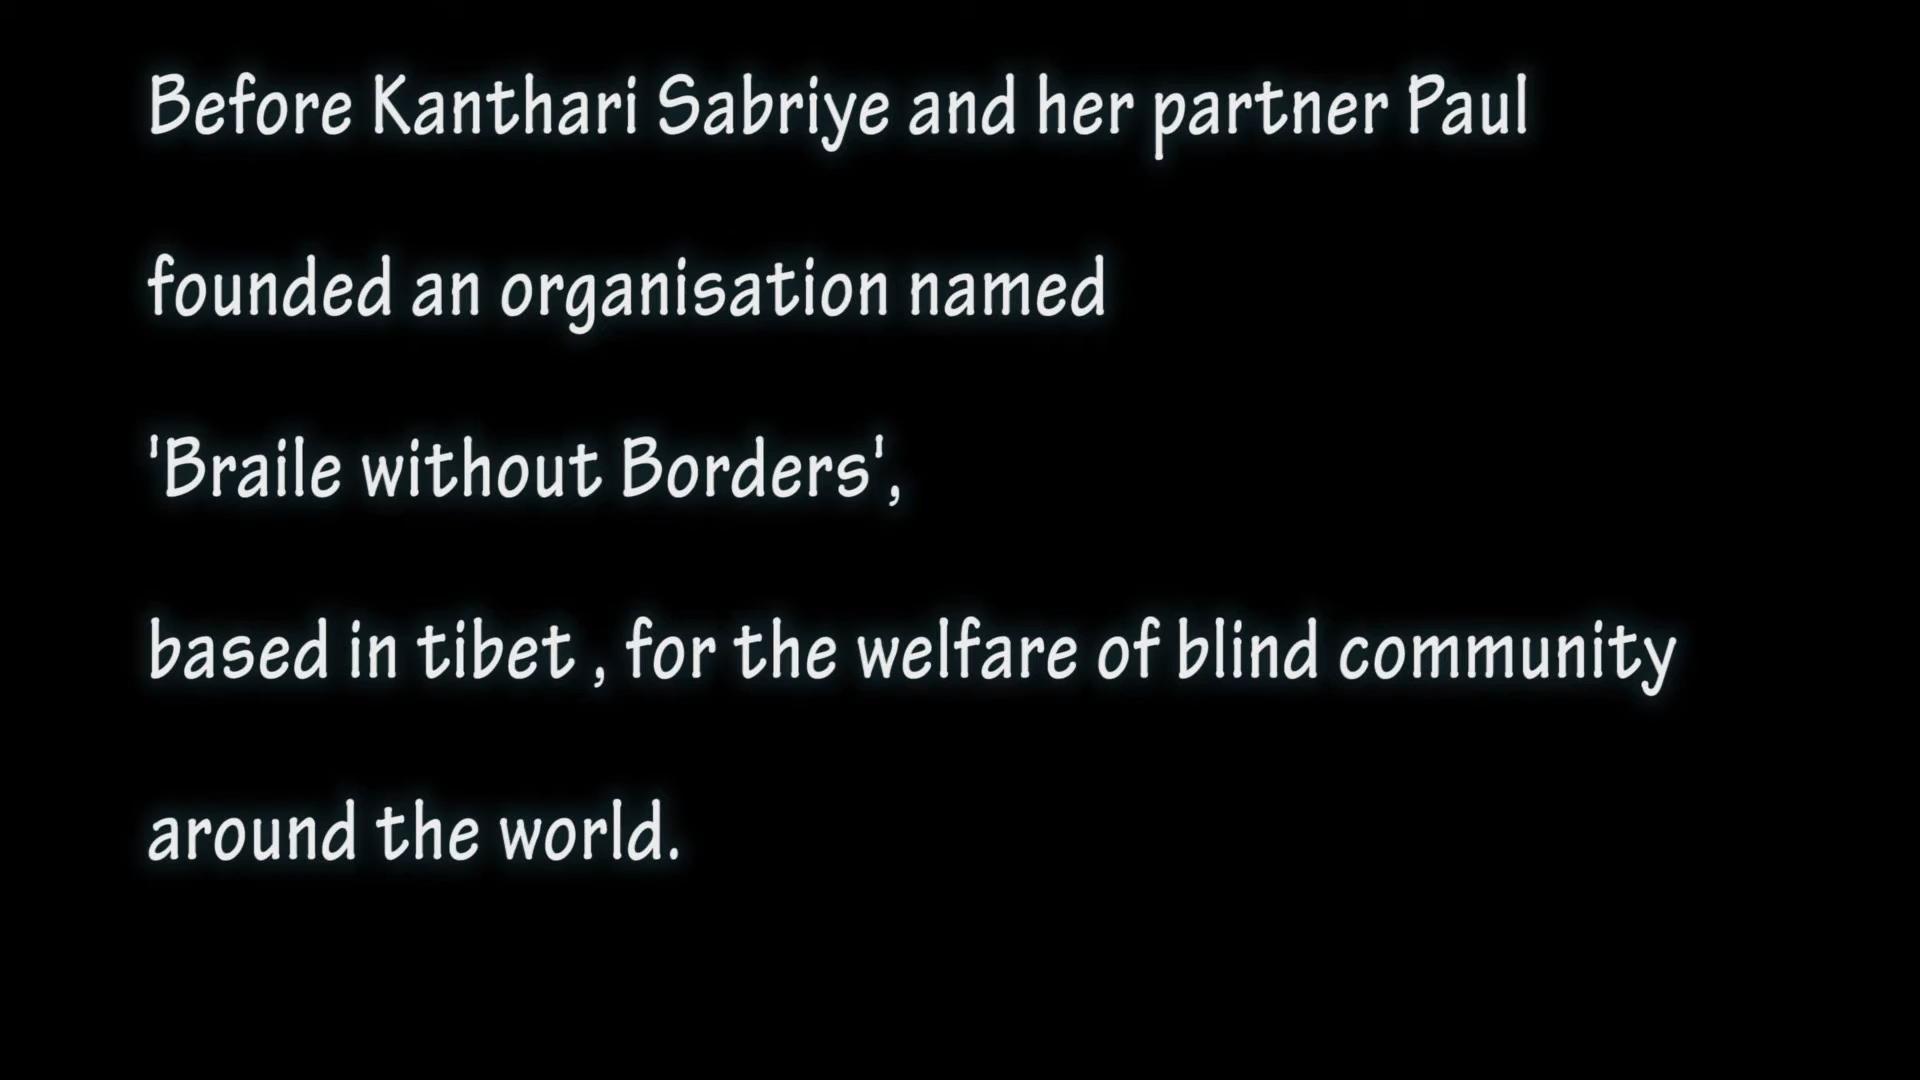 Before Kanthari Sabriye and her partner Paul
founded an organisation named
'Braile without Borders',
based in tibet , for the welfare of blind community
around the world.